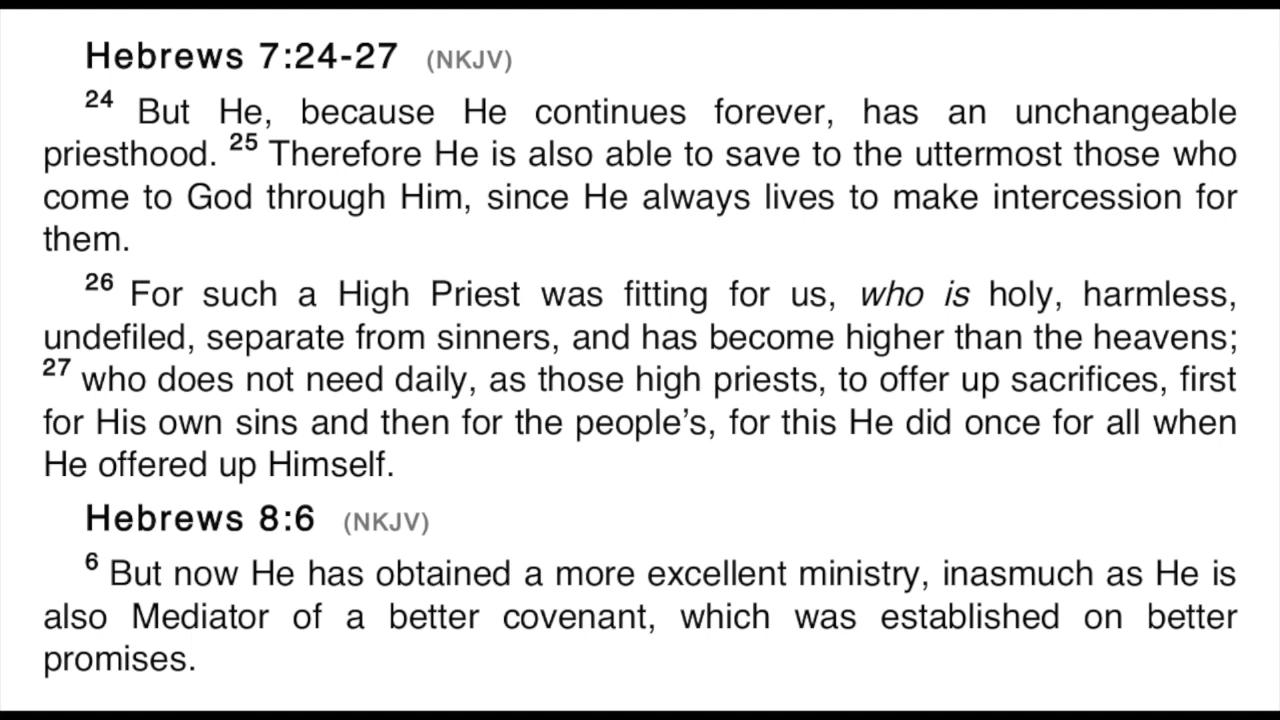 Hebrews 7:24-27 (NKJV)
24 But He, because He continues forever, has an unchangeable
priesthood. 25 Therefore He is also able to save to the uttermost those who
come to God through Him, since He always lives to make intercession for
them.
26 For such a High Priest was fitting for us, who is holy, harmless,
undefiled, separate from sinners, and has become higher than the heavens;
27 who does not need daily, as those high priests, to offer up sacrifices, first
for His own sins and then for the people’s, for this He did once for all when
He offered up Himself.
Hebrews 8:6 (NKJV)
6 But now He has obtained a more excellent ministry, inasmuch as He is
also Mediator of a better covenant, which was established on better
promises.